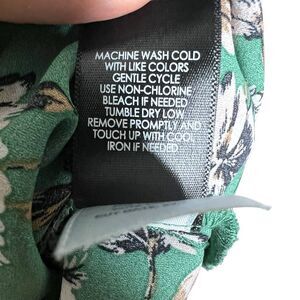 MACHINE WASH COLD
WITH LIKE COLORS
GENTLE CYCLE
USE NON-CHLORINE
BLEACH IF NEEDED
TUMBLE DRY LOW
REMOVE PROMPTLY AND
TOUCH UP WITH COOL
IRON IF NEEDED